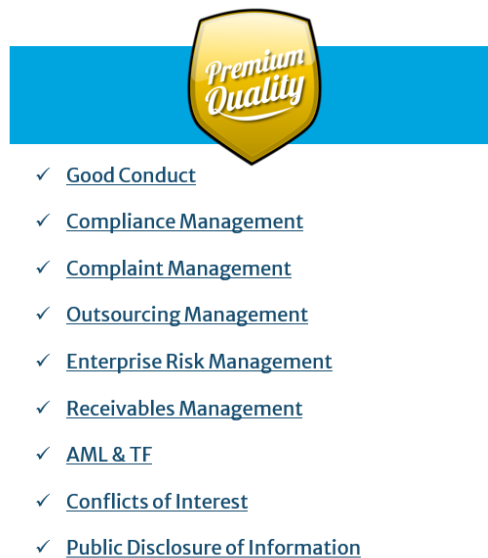 Premium
Quality
Good Conduct
Compliance Management
Complaint Management
Outsourcing Management
Enterprise Risk Management
Receivables Management
AML & TF
Conflicts of Interest
Public Disclosure of Information